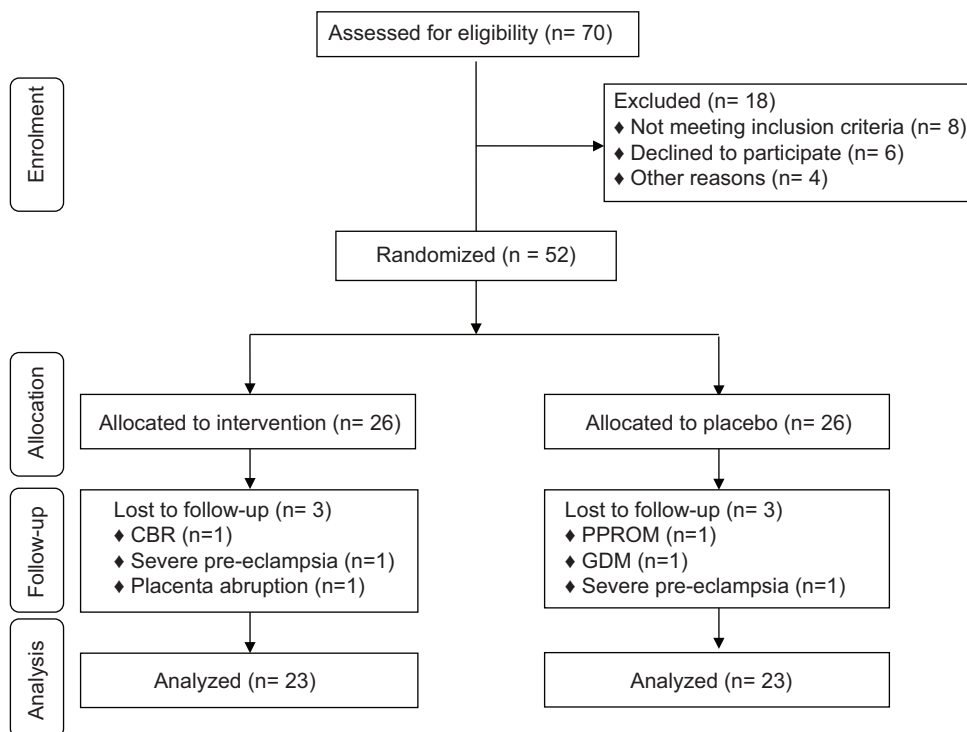 Assessed for eligibility (n= 70)
Enrolment
Excluded (n= 18)
♦ Not meeting inclusion criteria (n= 8)
♦ Declined to participate (n= 6)
♦ Other reasons (n= 4)
Randomized (n = 52)
Allocation
Allocated to intervention (n= 26)
Allocated to placebo (n= 26)
Follow-up
Lost to follow-up (n= 3)
♦ CBR (n=1)
♦ Severe pre-eclampsia (n=1)
♦ Placenta abruption (n=1)
Lost to follow-up (n= 3)
♦ PPROM (n=1)
♦ GDM (n=1)
♦ Severe pre-eclampsia (n=1)
Analysis
Analyzed (n= 23)
Analyzed (n= 23)